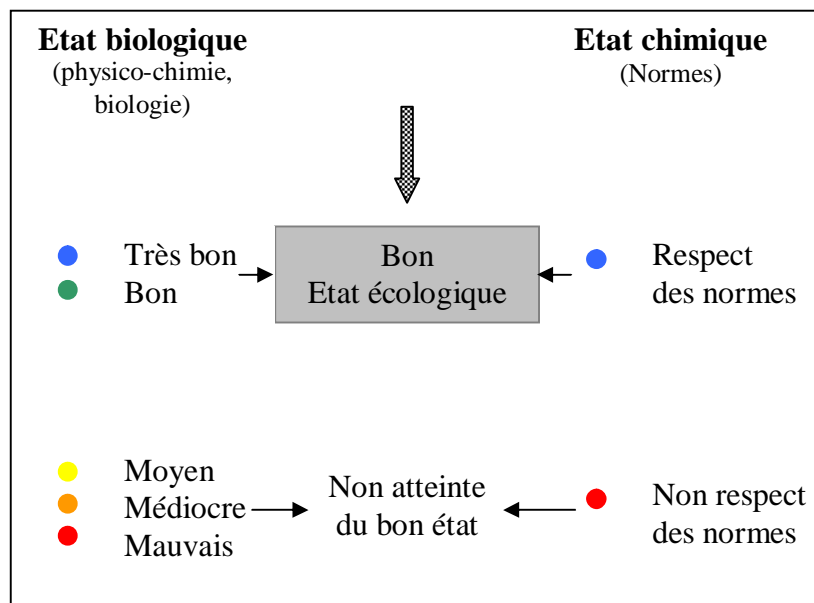 Etat biologique
(physico-chimie,
biologie)
Etat chimique
(Normes)
Très bon
Bon
Bon
Etat écologique
Respect
des normes
Moyen
Médiocre
Mauvais
Non atteinte
du bon état
Non respect
des normes